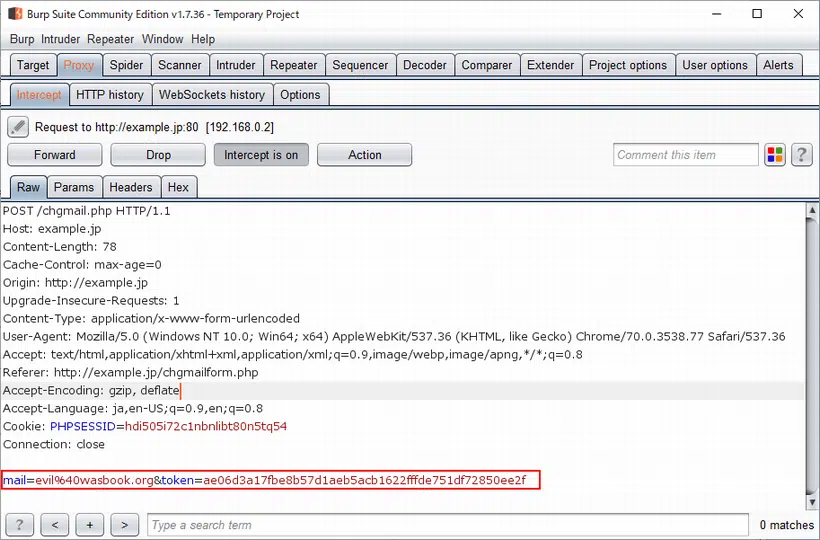 Burp Suite Community Edition v1.7.36 - Temporary Project
Burp Intruder Repeater Window Help
Target Proxy Spider Scanner Intruder Repeater Sequencer Decoder Comparer Extender Project options User options Alerts
Intercept HTTP history WebSockets history Options
Request to http://example.jp:80 [192.168.0.2]
Forward Drop Intercept is on Action Comment this item ?
Raw Params Headers Hex
POST /chgmail.php HTTP/1.1
Host: example.jp
Content-Length: 78
Cache-Control: max-age=0
Origin: http://example.jp
Upgrade-Insecure-Requests: 1
Content-Type: application/x-www-form-urlencoded
User-Agent: Mozilla/5.0 (Windows NT 10.0; Win64; x64) AppleWebKit/537.36 (KHTML, like Gecko) Chrome/70.0.3538.77 Safari/537.36
Accept: text/html,application/xhtml+xml,application/xml;q=0.9,image/webp,image/apng,*/*;q=0.8
Referer: http://example.jp/chgmailform.php
Accept-Encoding: gzip, deflate
Accept-Language: ja,en-US;q=0.9,en;q=0.8
Cookie: PHPSESSID=hdi505i72c1nbnlibt80n5tq54
Connection: close
mail=evil%40wasbook.org&token=ae06d3a17fbe8b57d1aeb5acb1622fffde751df72850ee2f
? < + > Type a search term 0 matches